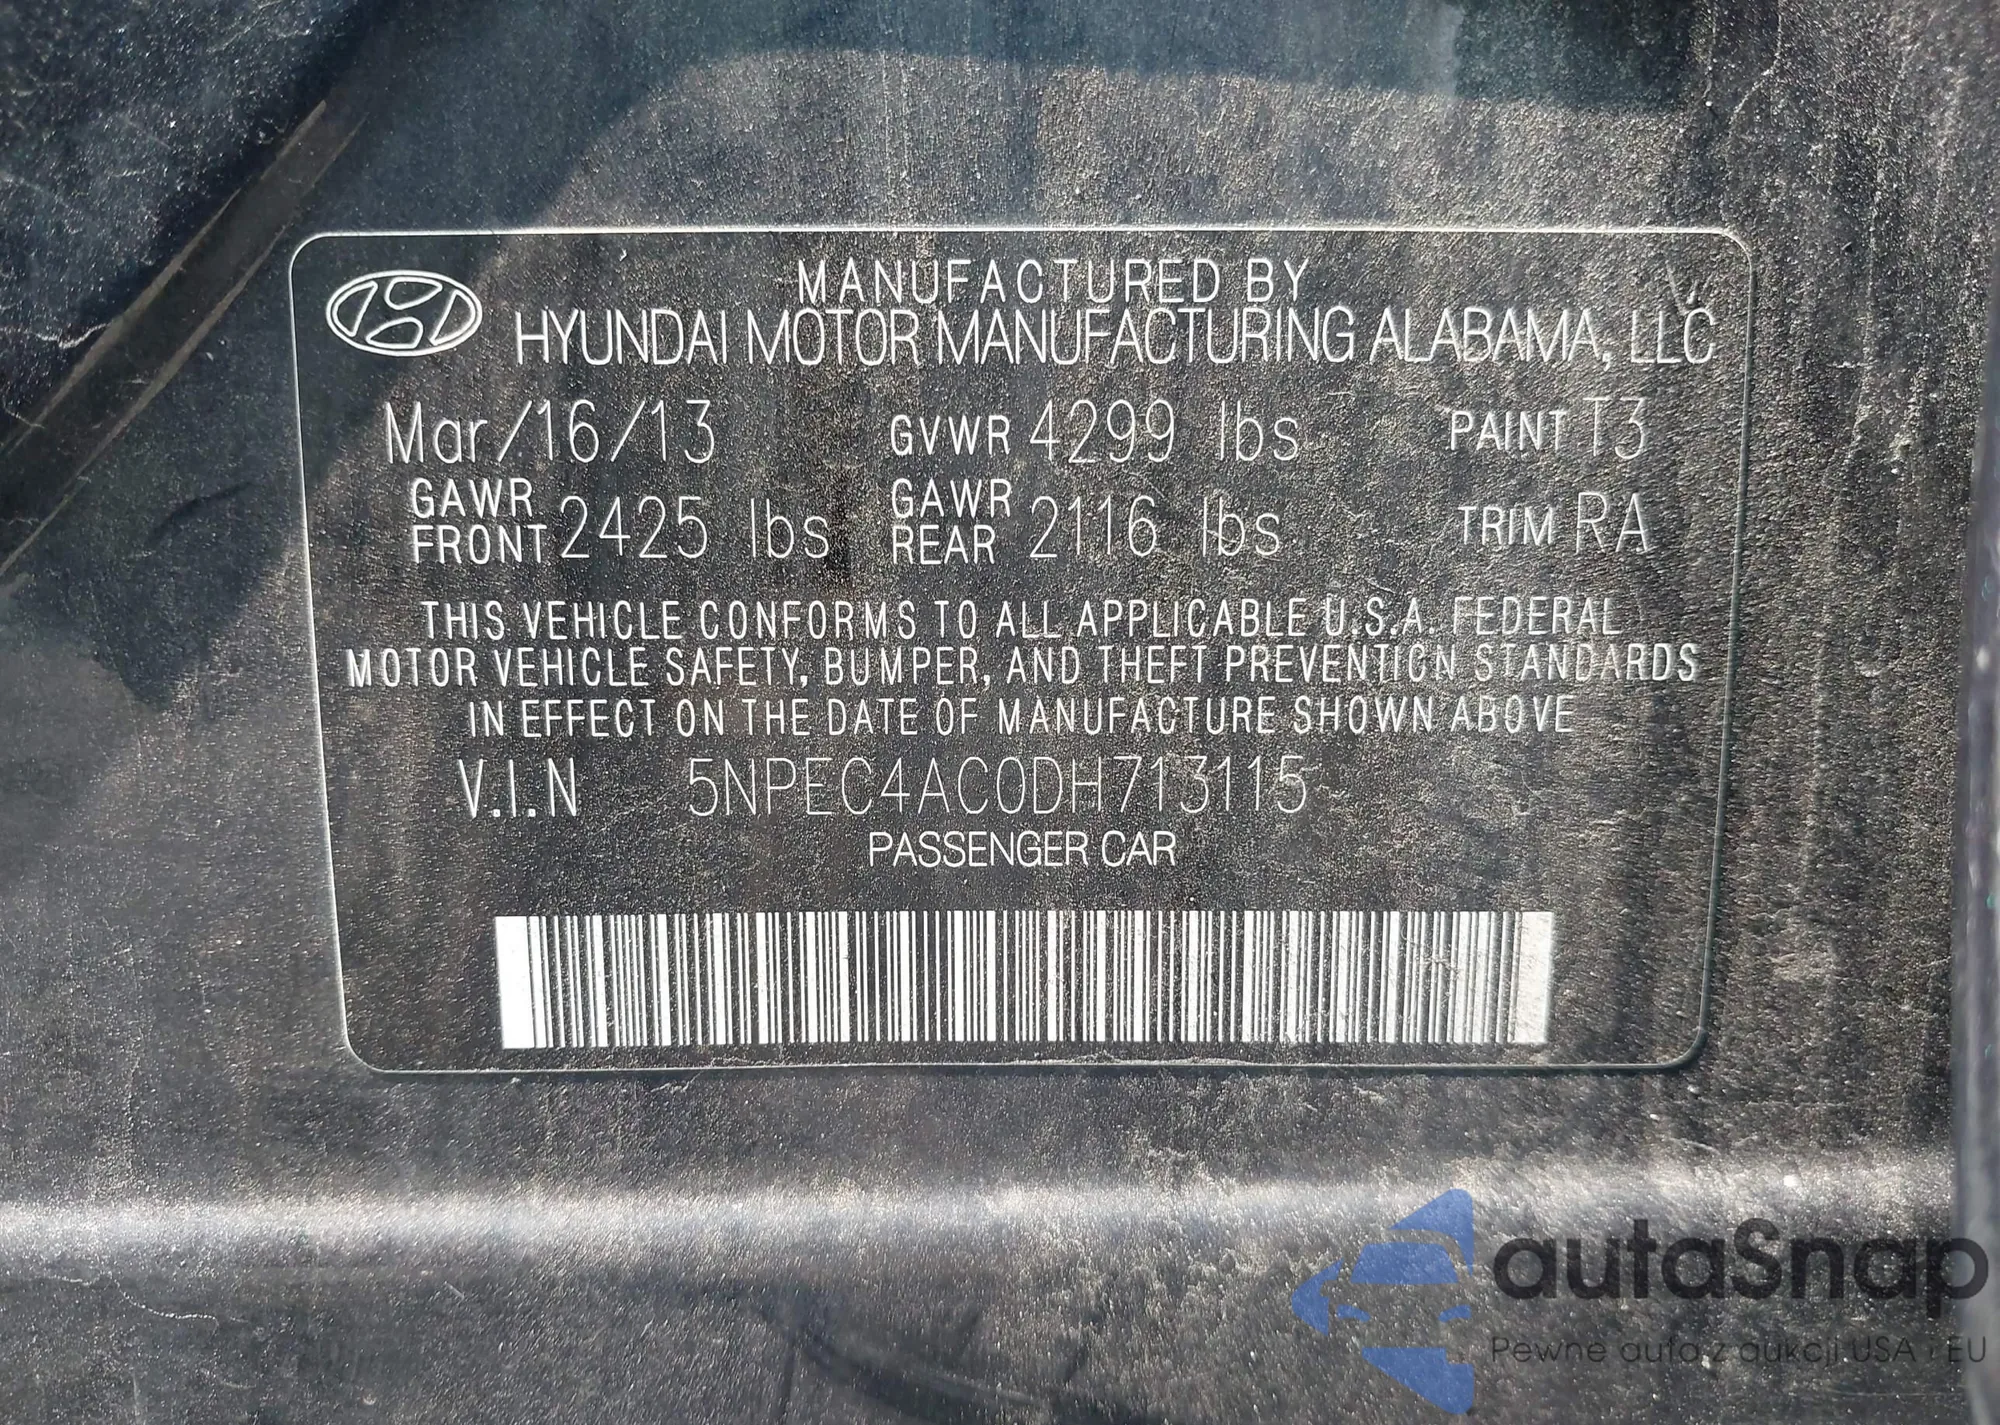 MANUFACTURED BY
HYUNDAI MOTOR MANUFACTURING ALABAMA, LLC
Mar/16/13 GVWR 4299 lbs PAINT T3
GAWR FRONT 2425 lbs GAWR REAR 2116 lbs TRIM RA
THIS VEHICLE CONFORMS TO ALL APPLICABLE U.S.A. FEDERAL
MOTOR VEHICLE SAFETY, BUMPER, AND THEFT PREVENTION STANDARDS
IN EFFECT ON THE DATE OF MANUFACTURE SHOWN ABOVE
V.I.N 5NPEC4AC0DH713115
PASSENGER CAR
autaSnap
Pewne auta z aukcji USA i EU